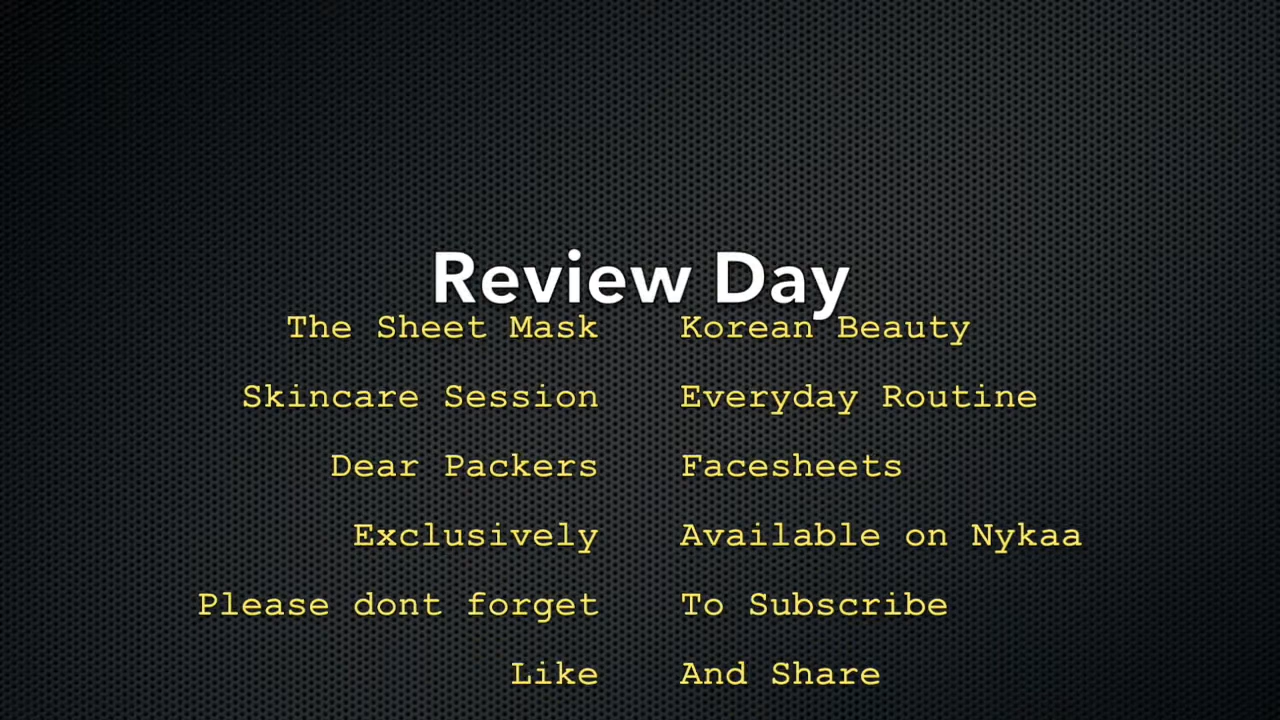 Review Day
The Sheet Mask Korean Beauty
Skincare Session Everyday Routine
Dear Packers Facesheets
Exclusively Available on Nykaa
Please dont forget To Subscribe
Like And Share